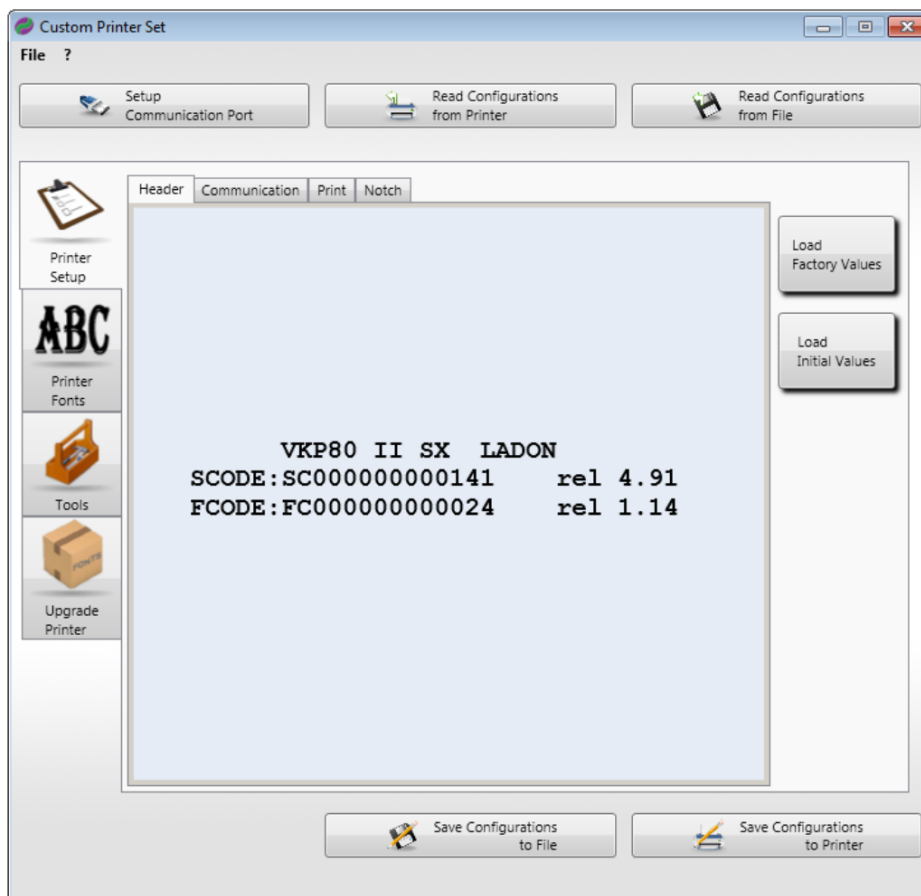 Custom Printer Set
File ?
Setup
Communication Port
Read Configurations
from Printer
Read Configurations
from File
Printer
Setup
ABC
Printer
Fonts
Tools
FONTS
Upgrade
Printer
Header Communication Print Notch
VKP80 II SX LADON
SCODE:SC000000000141 rel 4.91
FCODE:FC000000000024 rel 1.14
Load
Factory Values
Load
Initial Values
Save Configurations
to File
Save Configurations
to Printer